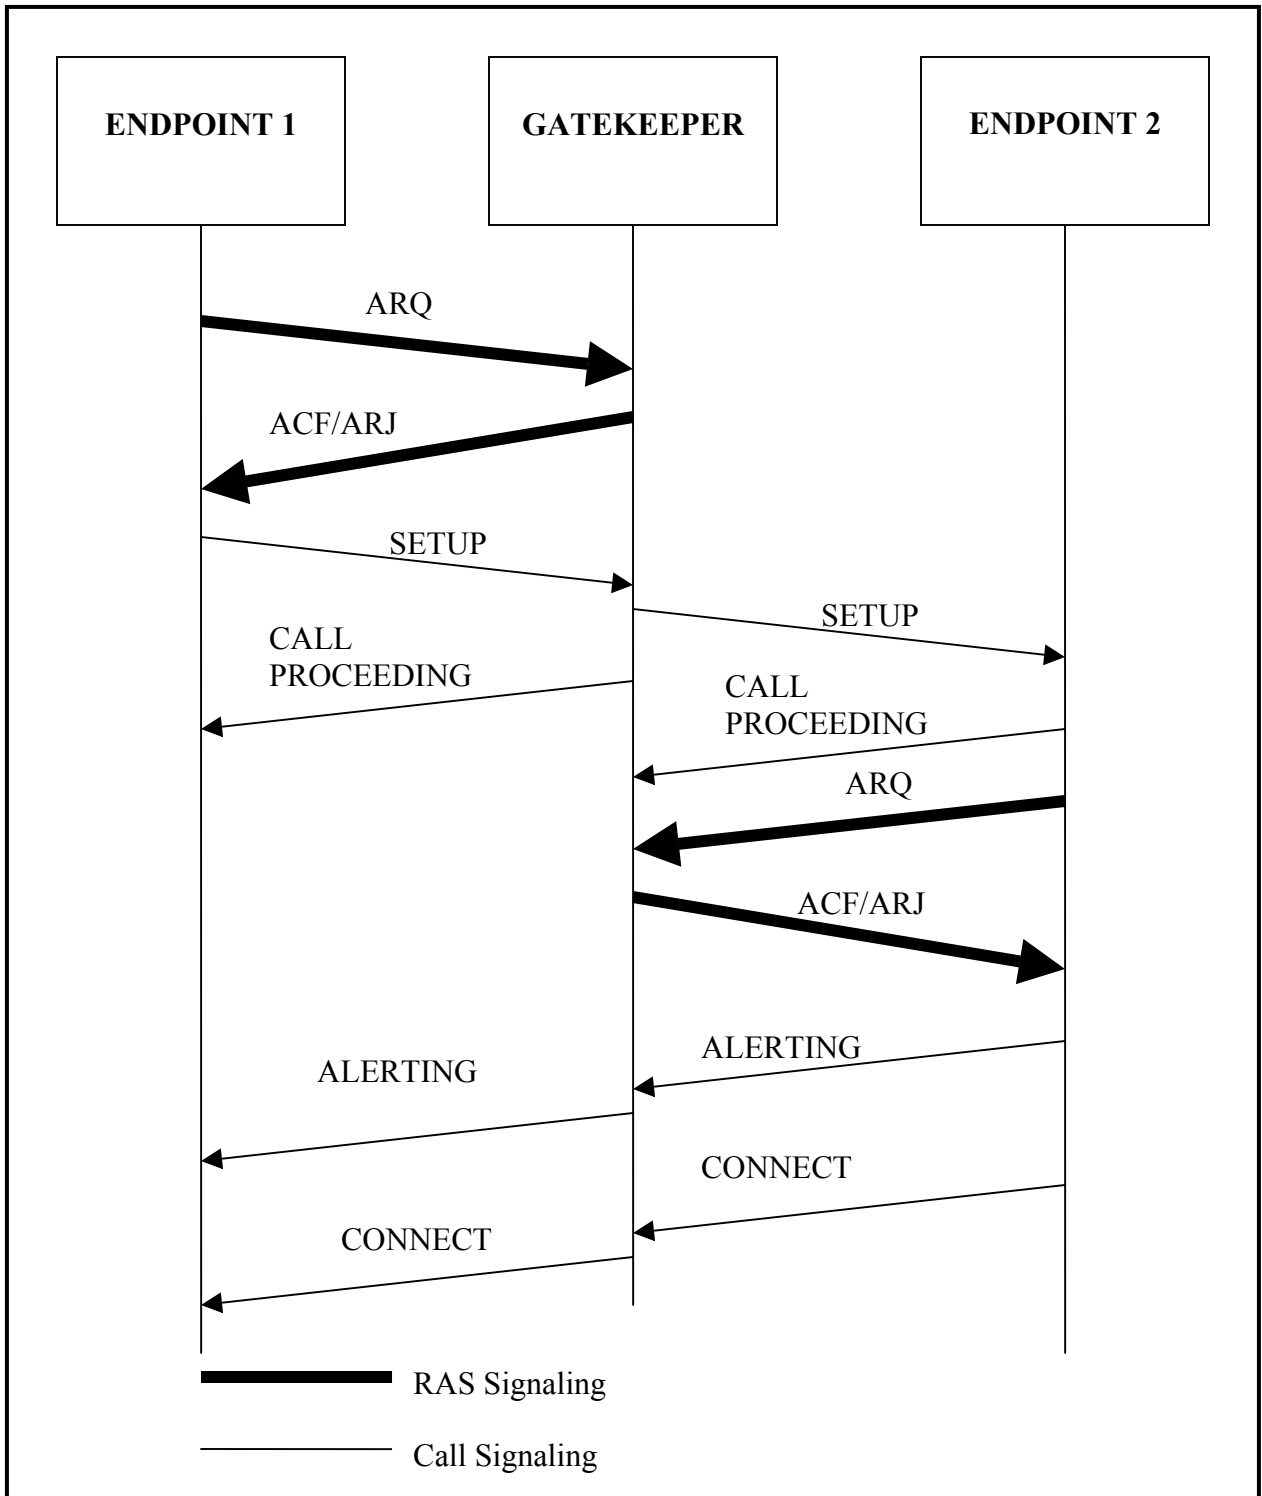 ENDPOINT 1
GATEKEEPER
ENDPOINT 2
ARQ
ACF/ARJ
SETUP
SETUP
CALL
PROCEEDING
CALL
PROCEEDING
ARQ
ACF/ARJ
ALERTING
ALERTING
CONNECT
CONNECT
RAS Signaling
Call Signaling